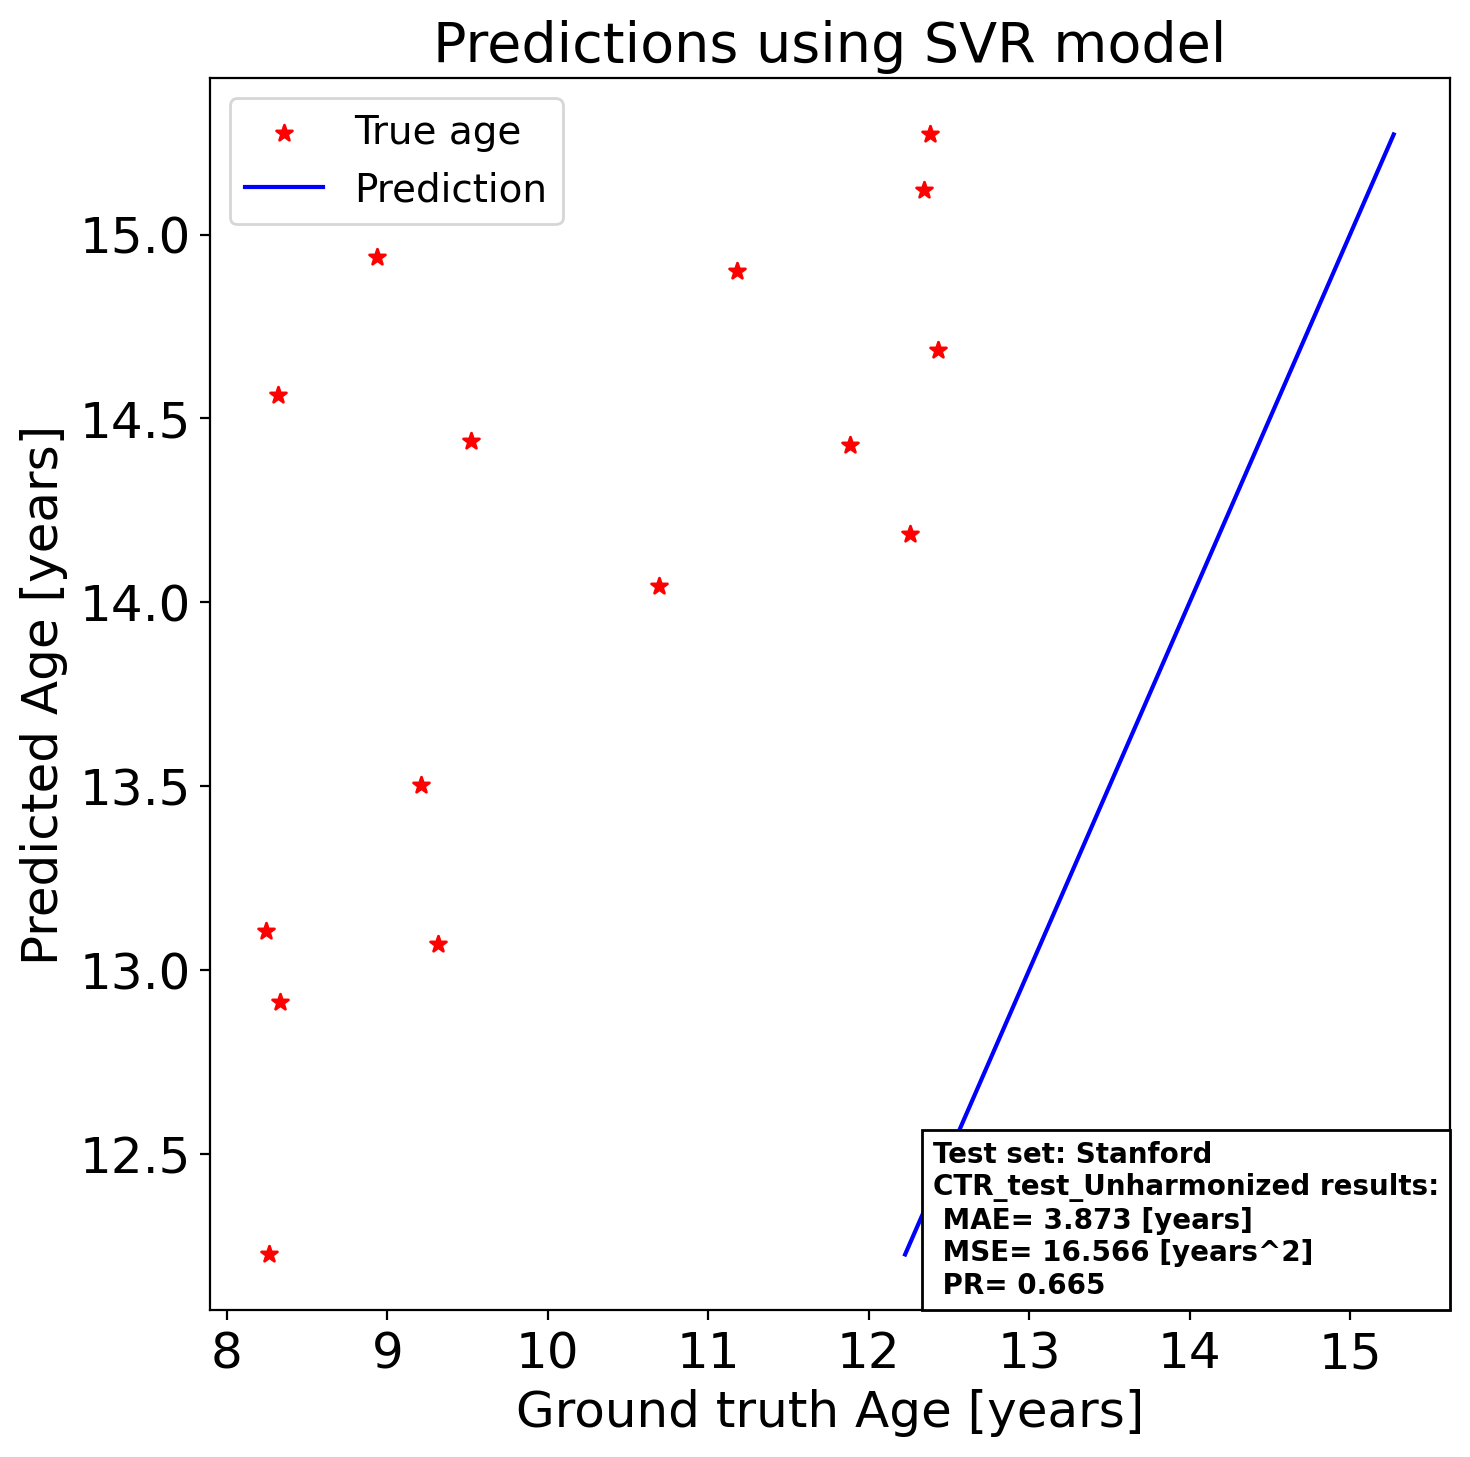 Predictions using SVR model
True age
Prediction
Predicted Age [years]
15.0
14.5
14.0
13.5
13.0
12.5
Test set: Stanford
CTR_test_Unharmonized results:
MAE= 3.873 [years]
MSE= 16.566 [years^2]
PR= 0.665
8 9 10 11 12 13 14 15
Ground truth Age [years]